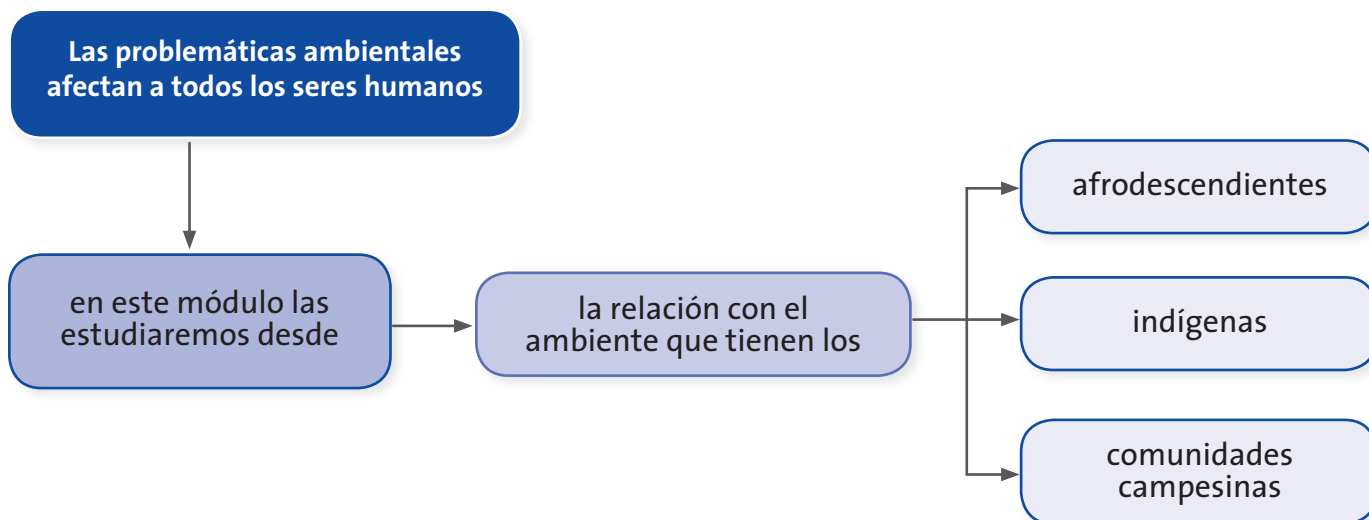 Las problemáticas ambientales
afectan a todos los seres humanos
en este módulo las
estudiaremos desde
la relación con el
ambiente que tienen los
afrodescendientes
indígenas
comunidades
campesinas